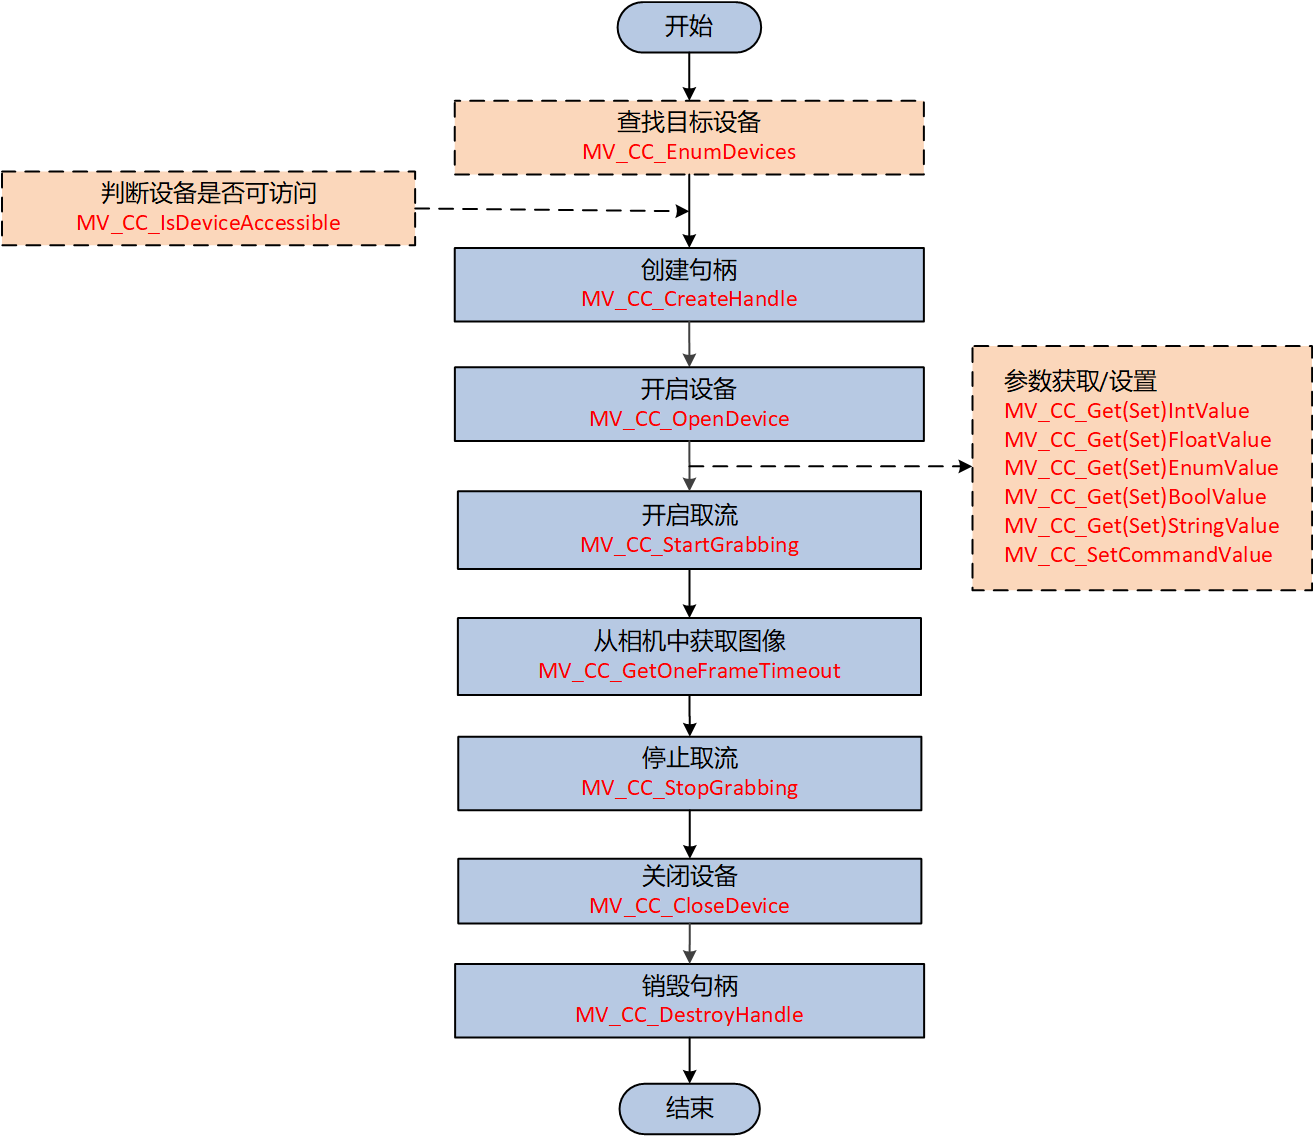 开始
查找目标设备
MV_CC_EnumDevices
判断设备是否可访问
MV_CC_IsDeviceAccessible
创建句柄
MV_CC_CreateHandle
开启设备
MV_CC_OpenDevice
参数获取/设置
MV_CC_Get(Set)IntValue
MV_CC_Get(Set)FloatValue
MV_CC_Get(Set)EnumValue
MV_CC_Get(Set)BoolValue
MV_CC_Get(Set)StringValue
MV_CC_SetCommandValue
开启取流
MV_CC_StartGrabbing
从相机中获取图像
MV_CC_GetOneFrameTimeout
停止取流
MV_CC_StopGrabbing
关闭设备
MV_CC_CloseDevice
销毁句柄
MV_CC_DestroyHandle
结束